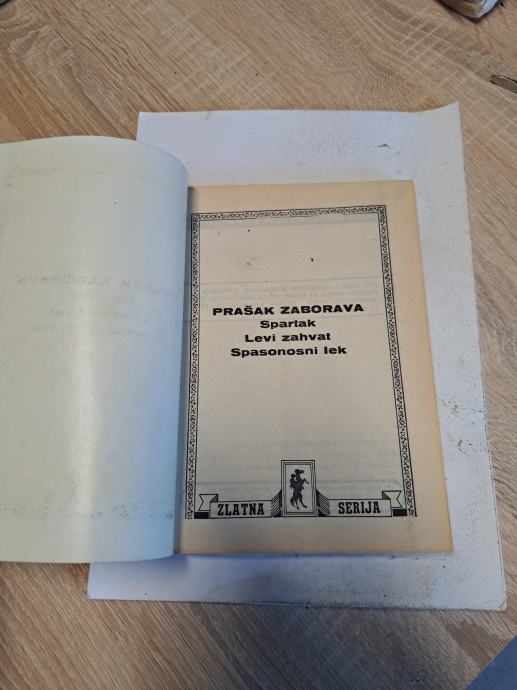 PRAŠAK ZABORAVA
Spartak
Levi zahvat
Spasonosni lek
ZLATNA SERIJA